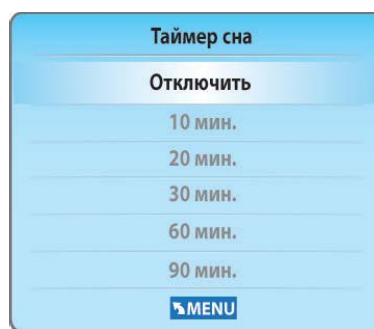 Таймер сна
Отключить
10 мин.
20 мин.
30 мин.
60 мин.
90 мин.
MENU